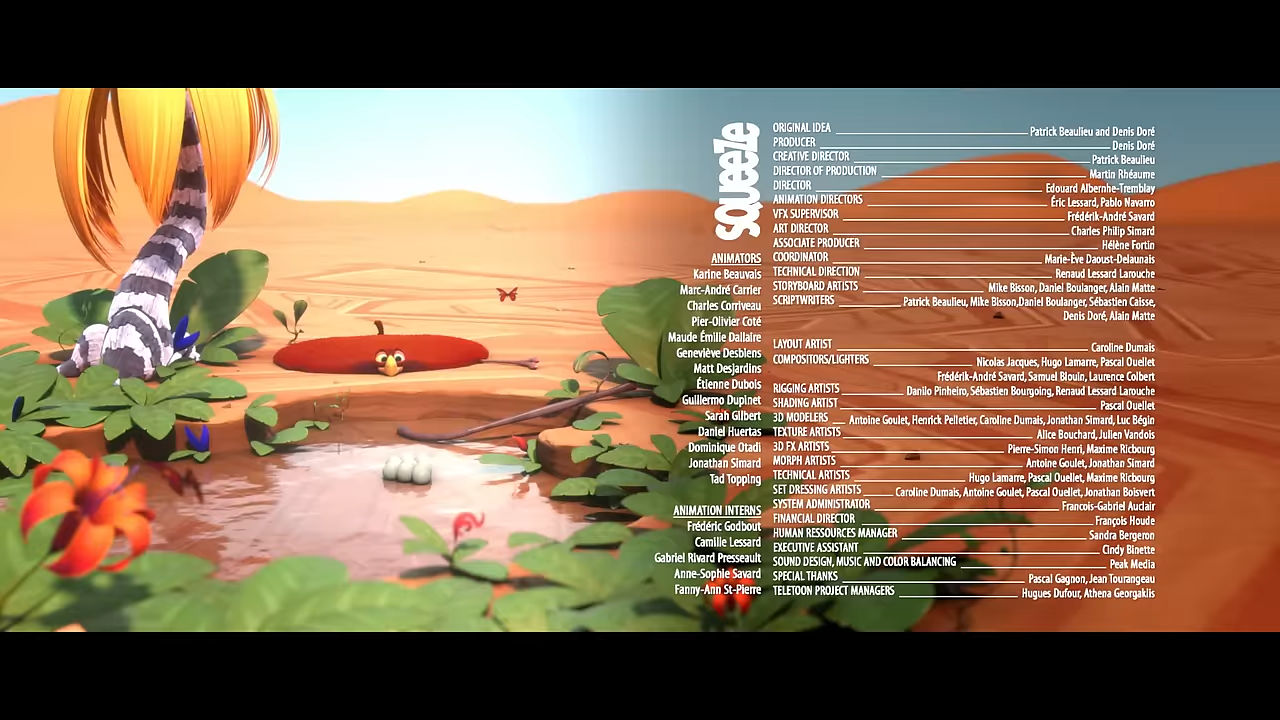 squeeze
ORIGINAL IDEA Patrick Beaulieu and Denis Doré
PRODUCER Denis Doré
CREATIVE DIRECTOR Patrick Beaulieu
DIRECTOR OF PRODUCTION Martin Rhéaume
DIRECTOR Edouard Albernhe-Tremblay
ANIMATION DIRECTORS Éric Lessard, Pablo Navarro
VFX SUPERVISOR Frédérik-André Savard
ART DIRECTOR Charles Philip Simard
ASSOCIATE PRODUCER Hélène Fortin
COORDINATOR Marie-Ève Daoust-Delaunais
TECHNICAL DIRECTION Renaud Lessard Larouche
STORYBOARD ARTISTS Mike Bisson, Daniel Boulanger, Alain Matte
SCRIPTWRITERS Patrick Beaulieu, Mike Bisson,Daniel Boulanger, Sébastien Caisse,
Denis Doré, Alain Matte
LAYOUT ARTIST Caroline Dumais
COMPOSITORS/LIGHTERS Nicolas Jacques, Hugo Lamarre, Pascal Ouellet
Frédérik-André Savard, Samuel Blouin, Laurence Colbert
RIGGING ARTISTS Danilo Pinheiro, Sébastien Bourgoing, Renaud Lessard Larouche
SHADING ARTIST Pascal Ouellet
3D MODELERS Antoine Goulet, Henrick Pelletier, Caroline Dumais, Jonathan Simard, Luc Bégin
TEXTURE ARTISTS Alice Bouchard, Julien Vandois
3D FX ARTISTS Pierre-Simon Henri, Maxime Ricbourg
MORPH ARTISTS Antoine Goulet, Jonathan Simard
TECHNICAL ARTISTS Hugo Lamarre, Pascal Ouellet, Maxime Ricbourg
SET DRESSING ARTISTS Caroline Dumais, Antoine Goulet, Pascal Ouellet, Jonathan Boisvert
SYSTEM ADMINISTRATOR Francois-Gabriel Auclair
FINANCIAL DIRECTOR François Houde
HUMAN RESSOURCES MANAGER Sandra Bergeron
EXECUTIVE ASSISTANT Cindy Binette
SOUND DESIGN, MUSIC AND COLOR BALANCING Peak Media
SPECIAL THANKS Pascal Gagnon, Jean Tourangeau
TELETOON PROJECT MANAGERS Hugues Dufour, Athena Georgaklis
ANIMATORS
Karine Beauvais
Marc-André Carrier
Charles Corriveau
Pier-Olivier Coté
Maude Émilie Dallaire
Geneviève Desbiens
Matt Desjardins
Étienne Dubois
Guillermo Dupinet
Sarah Gilbert
Daniel Huertas
Dominique Otadi
Jonathan Simard
Tad Topping
ANIMATION INTERNS
Frédéric Godbout
Camille Lessard
Gabriel Rivard Presseault
Anne-Sophie Savard
Fanny-Ann St-Pierre